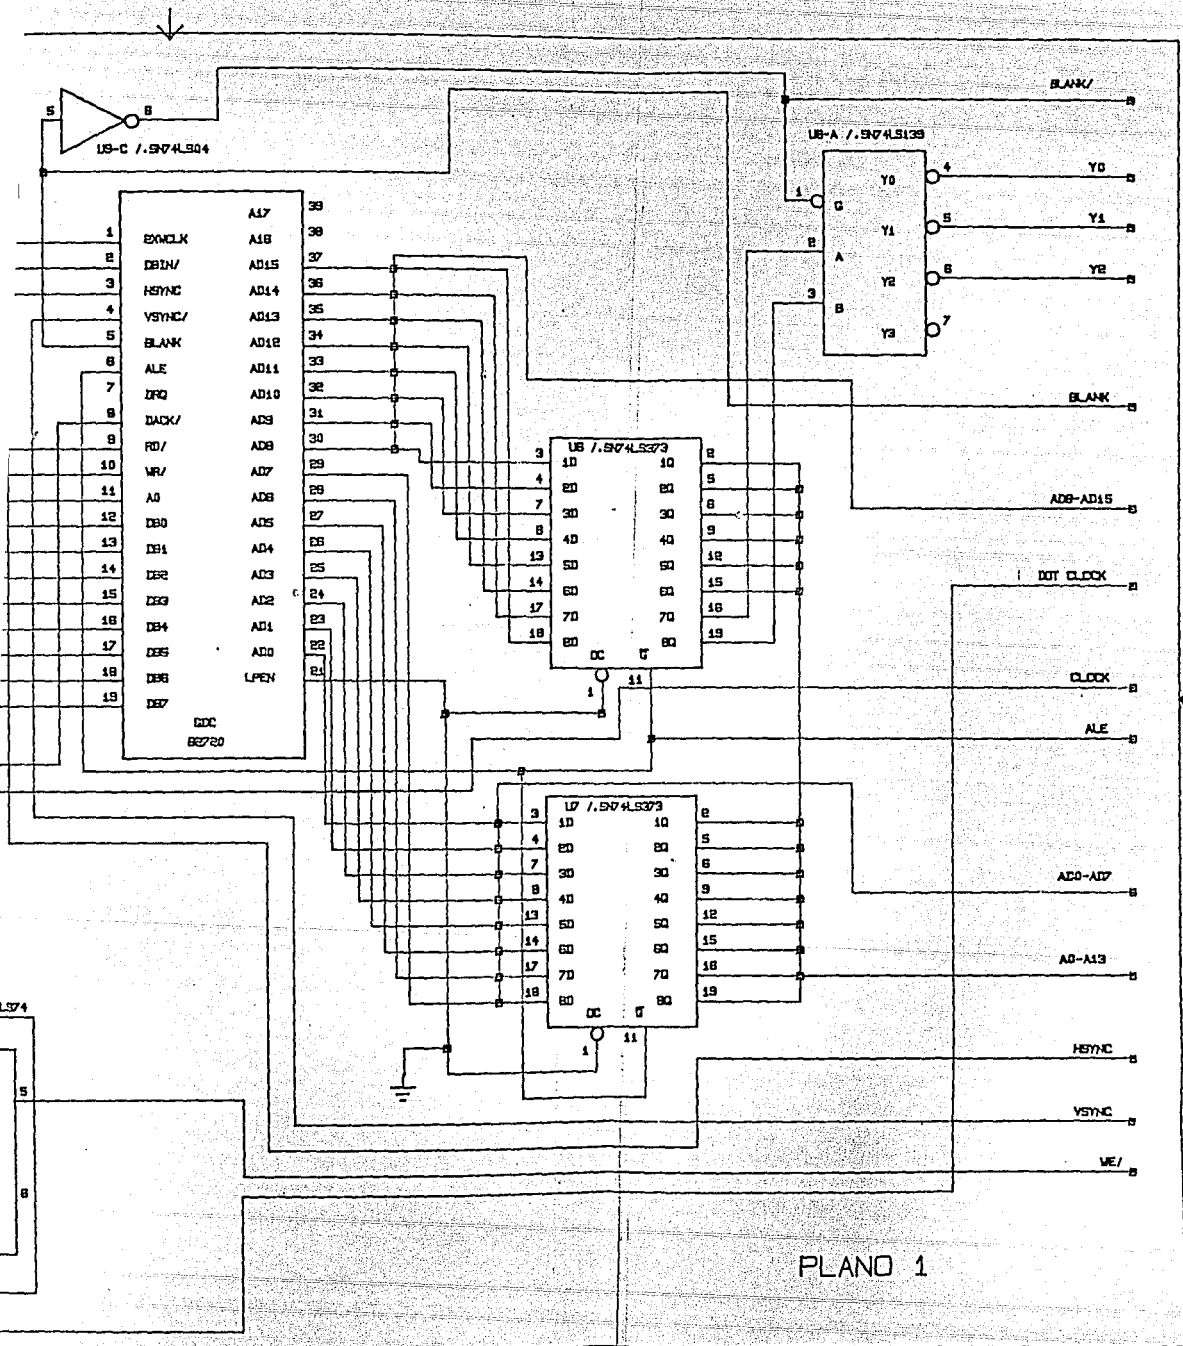 BLANK/
5
6
U9-C /.SN74LS04
U8-A /.SN74LS139
1 G
2 A
3 B
Y0 4 Y0
Y1 5 Y1
Y2 6 Y2
Y3 7
A17 39
A16 38
1 EXWCLK
2 DBIN/ AD15 37
3 HSYNC AD14 36
4 VSYNC/ AD13 35
5 BLANK AD12 34
6 ALE AD11 33
7 DRQ AD10 32
8 DACK/ AD9 31
9 RD/ AD8 30
10 WR/ AD7 29
11 A0 AD6 28
12 DB0 AD5 27
13 DB1 AD4 26
14 DB2 AD3 25
15 DB3 AD2 24
16 DB4 AD1 23
17 DB5 AD0 22
18 DB6 LPEN 21
19 DB7
GDC
82720
BLANK
U6 /.SN74LS373
3 1D 1Q 2
4 2D 2Q 5
7 3D 3Q 6
8 4D 4Q 9
13 5D 5Q 12
14 6D 6Q 15
17 7D 7Q 16
18 8D 8Q 19
OC G
1 11
AD8-AD15
DOT CLOCK
CLOCK
ALE
U7 /.SN74LS373
3 1D 1Q 2
4 2D 2Q 5
7 3D 3Q 6
8 4D 4Q 9
13 5D 5Q 12
14 6D 6Q 15
17 7D 7Q 16
18 8D 8Q 19
OC G
1 11
AD0-AD7
A0-A13
LS74
5
6
HSYNC
VSYNC
WE/
PLANO 1